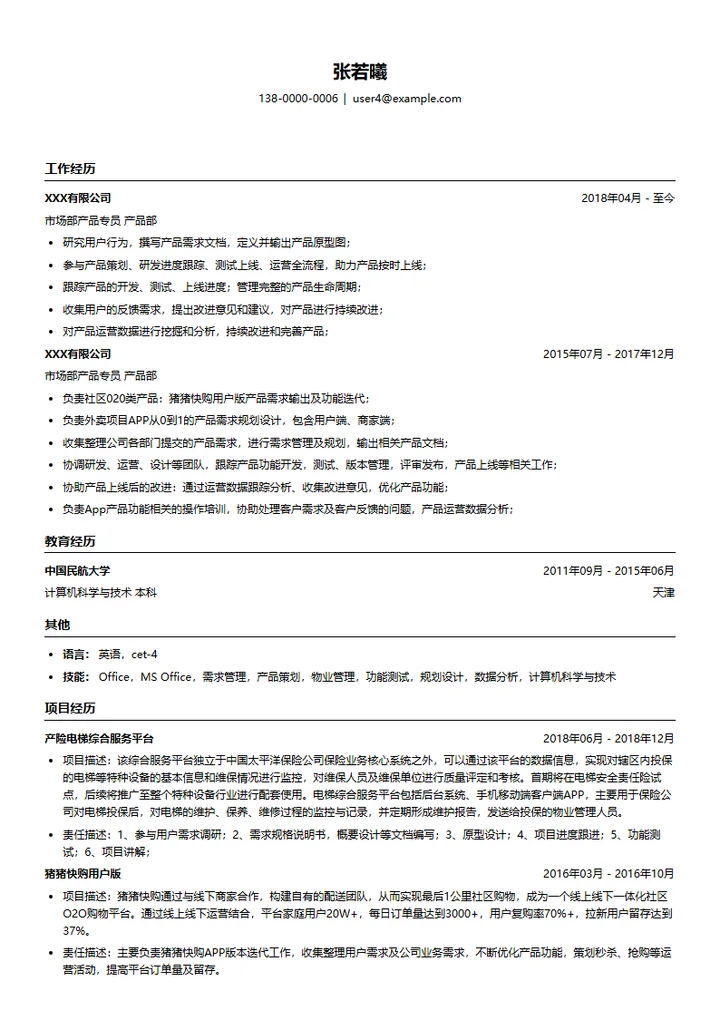 张若曦
138-0000-0006 | user4@example.com
工作经历
XXX有限公司 2018年04月 - 至今
市场部产品专员 产品部
• 研究用户行为，撰写产品需求文档，定义并输出产品原型图；
• 参与产品策划、研发进度跟踪、测试上线、运营全流程，助力产品按时上线；
• 跟踪产品的开发、测试、上线进度；管理完整的产品生命周期；
• 收集用户的反馈需求，提出改进意见和建议，对产品进行持续改进；
• 对产品运营数据进行挖掘和分析，持续改进和完善产品；
XXX有限公司 2015年07月 - 2017年12月
市场部产品专员 产品部
• 负责社区020类产品：猪猪快购用户版产品需求输出及功能迭代；
• 负责外卖项目APP从0到1的产品需求规划设计，包含用户端、商家端；
• 收集整理公司各部门提交的产品需求，进行需求管理及规划，输出相关产品文档；
• 协调研发、运营、设计等团队，跟踪产品功能开发，测试、版本管理，评审发布，产品上线等相关工作；
• 协助产品上线后的改进：通过运营数据跟踪分析、收集改进意见，优化产品功能；
• 负责App产品功能相关的操作培训，协助处理客户需求及客户反馈的问题，产品运营数据分析；
教育经历
中国民航大学 2011年09月 - 2015年06月
计算机科学与技术 本科 天津
其他
• 语言： 英语，cet-4
• 技能： Office，MS Office，需求管理，产品策划，物业管理，功能测试，规划设计，数据分析，计算机科学与技术
项目经历
产险电梯综合服务平台 2018年06月 - 2018年12月
• 项目描述：该综合服务平台独立于中国太平洋保险公司保险业务核心系统之外，可以通过该平台的数据信息，实现对辖区内投保
的电梯等特种设备的基本信息和维保情况进行监控，对维保人员及维保单位进行质量评定和考核。首期将在电梯安全责任险试
点，后续将推广至整个特种设备行业进行配套使用。电梯综合服务平台包括后台系统、手机移动端客户端APP，主要用于保险公
司对电梯投保后，对电梯的维护、保养、维修过程的监控与记录，并定期形成维护报告，发送给投保的物业管理人员。
• 责任描述：1、参与用户需求调研；2、需求规格说明书，概要设计等文档编写；3、原型设计；4、项目进度跟进；5、功能测
试；6、项目讲解；
猪猪快购用户版 2016年03月 - 2016年10月
• 项目描述：猪猪快购通过与线下商家合作，构建自有的配送团队，从而实现最后1公里社区购物，成为一个线上线下一体化社区
O2O购物平台。通过线上线下运营结合，平台家庭用户20W+，每日订单量达到3000+，用户复购率70%+，拉新用户留存达到
37%。
• 责任描述：主要负责猪猪快购APP版本迭代工作，收集整理用户需求及公司业务需求，不断优化产品功能，策划秒杀、抢购等运
营活动，提高平台订单量及留存。